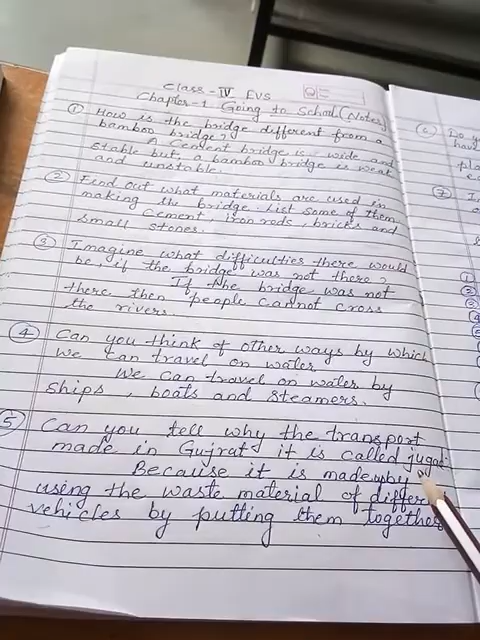 Class - IV EVS
Chapter-1 Going to School (Notes)
① How is the bridge different from a
bamboo bridge?
A Cement bridge is wide and
stable but, a bamboo bridge is weak
and unstable.
② Find out what materials are used in
making the bridge. List some of them
Cement, iron rods, bricks and
small stones.
③ Imagine what difficulties there would
be, if the bridge was not there?
If the bridge was not
there then people cannot cross
the rivers.
④ Can you think of other ways by which
we can travel on water
We can travel on water by
ships, boats and steamers.
⑤ Can you tell why the transport
made in Gujrat it is called
Because it is made by
using the waste material of
vehicles by putting them together
Do
⑦
①
②
③